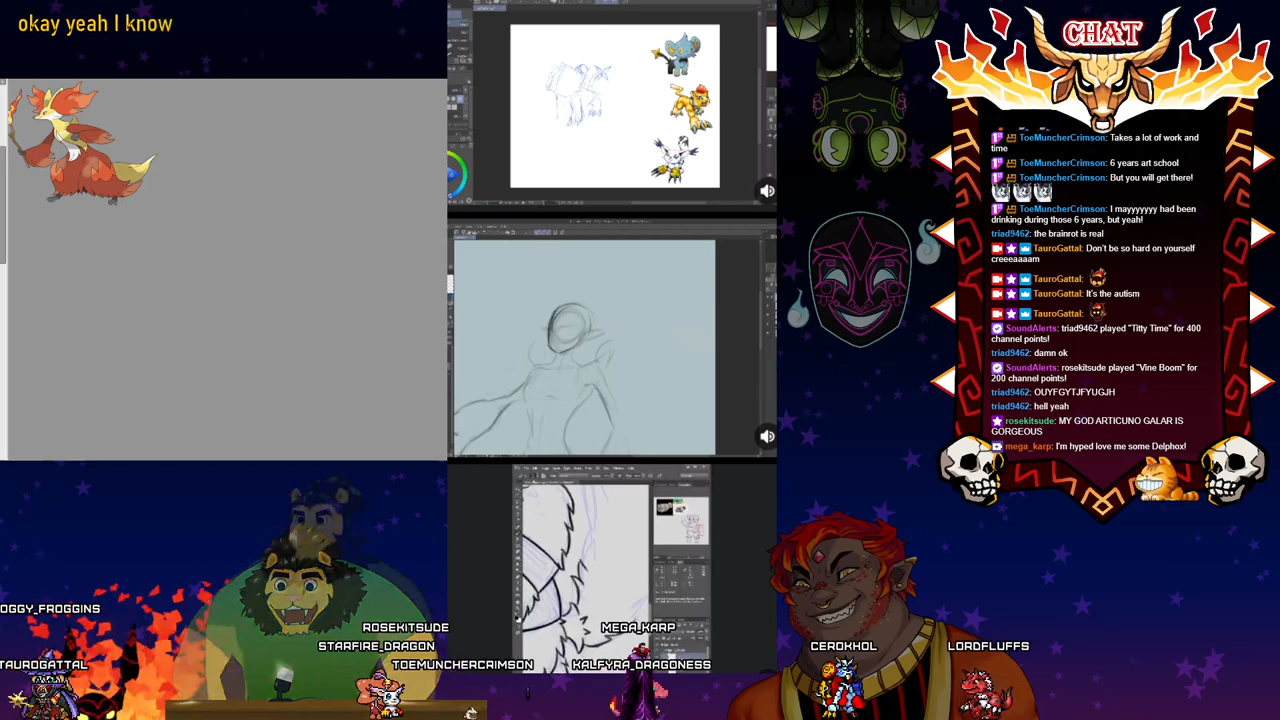 okay yeah I know
CHAT
ToeMuncherCrimson: Takes a lot of work and
time
ToeMuncherCrimson: 6 years art school
ToeMuncherCrimson: But you will get there!
ToeMuncherCrimson: I mayyyyyy had been
drinking during those 6 years, but yeah!
triad9462: the brainrot is real
TauroGattal: Don't be so hard on yourself
creeeaaaam
TauroGattal:
TauroGattal: It's the autism
TauroGattal:
SoundAlerts: triad9462 played "Titty Time" for 400
channel points!
triad9462: damn ok
SoundAlerts: rosekitsude played "Vine Boom" for
200 channel points!
triad9462: OUYFGYTJFYUGJH
triad9462: hell yeah
rosekitsude: MY GOD ARTICUNO GALAR IS
GORGEOUS
mega_karp: I'm hyped love me some Delphox!
OGGY_FROGGINS
ROSEKITSUDE
MEGA_KARP
STARFIRE_DRAGON
CEROKHOL
LORDFLUFFS
TAUROGATTAL
TOEMUNCHERCRIMSON
KALFYRA_DRAGONESS